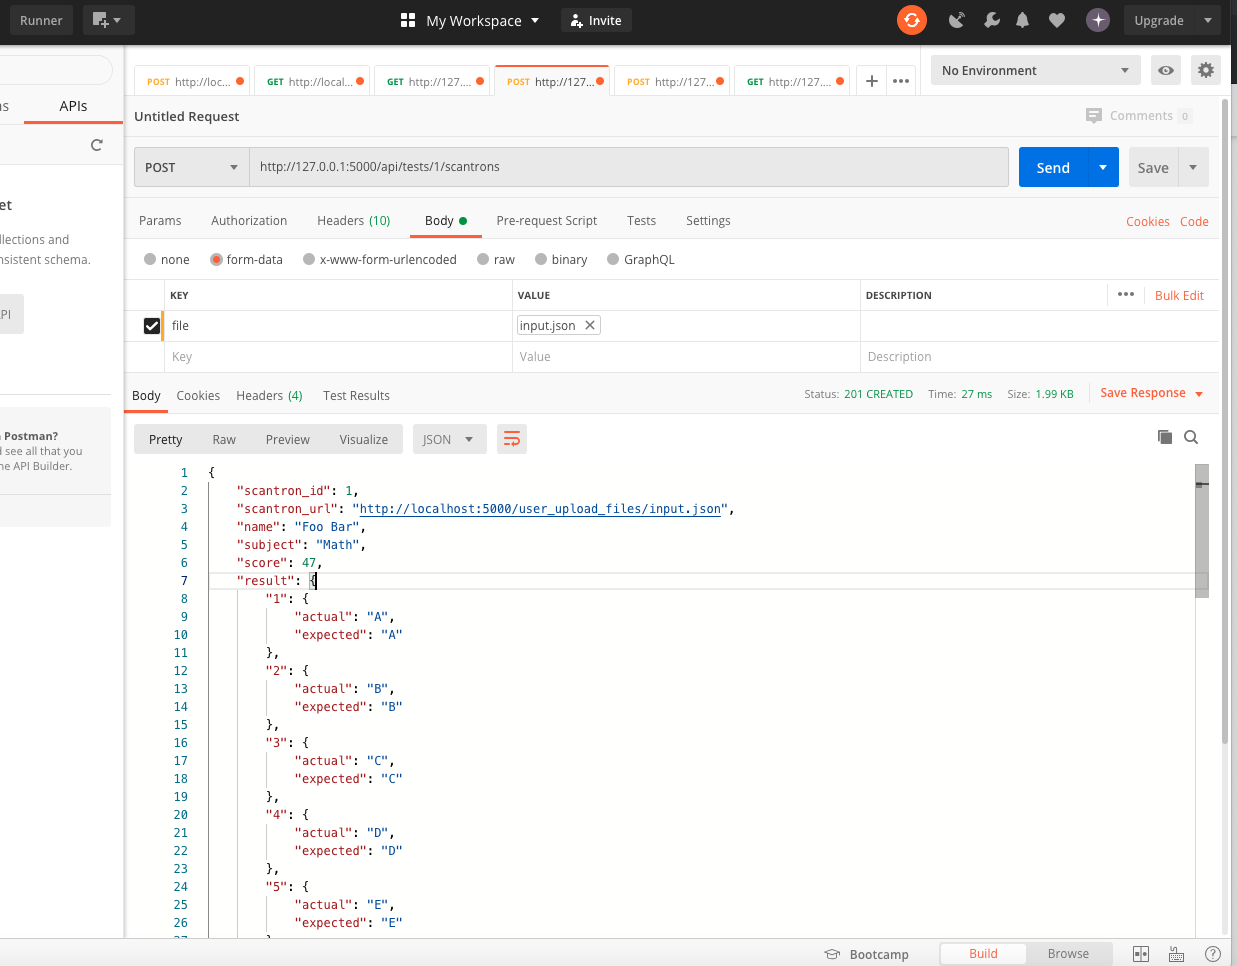 Runner
My Workspace
Invite
Upgrade
POST http://loc...
GET http://local...
GET http://127....
POST http://127...
POST http://127...
GET http://127....
No Environment
APIs
Untitled Request
Comments 0
POST http://127.0.0.1:5000/api/tests/1/scantrons
Send
Save
et
llections and
nsistent schema.
PI
Postman?
d see all that you
ne API Builder.
Params Authorization Headers (10) Body Pre-request Script Tests Settings Cookies Code
none form-data x-www-form-urlencoded raw binary GraphQL
KEY VALUE DESCRIPTION Bulk Edit
file input.json
Key Value Description
Body Cookies Headers (4) Test Results Status: 201 CREATED Time: 27 ms Size: 1.99 KB Save Response
Pretty Raw Preview Visualize JSON
1 {
2 "scantron_id": 1,
3 "scantron_url": "http://localhost:5000/user_upload_files/input.json",
4 "name": "Foo Bar",
5 "subject": "Math",
6 "score": 47,
7 "result": {
8 "1": {
9 "actual": "A",
10 "expected": "A"
11 },
12 "2": {
13 "actual": "B",
14 "expected": "B"
15 },
16 "3": {
17 "actual": "C",
18 "expected": "C"
19 },
20 "4": {
21 "actual": "D",
22 "expected": "D"
23 },
24 "5": {
25 "actual": "E",
26 "expected": "E"
Bootcamp Build Browse